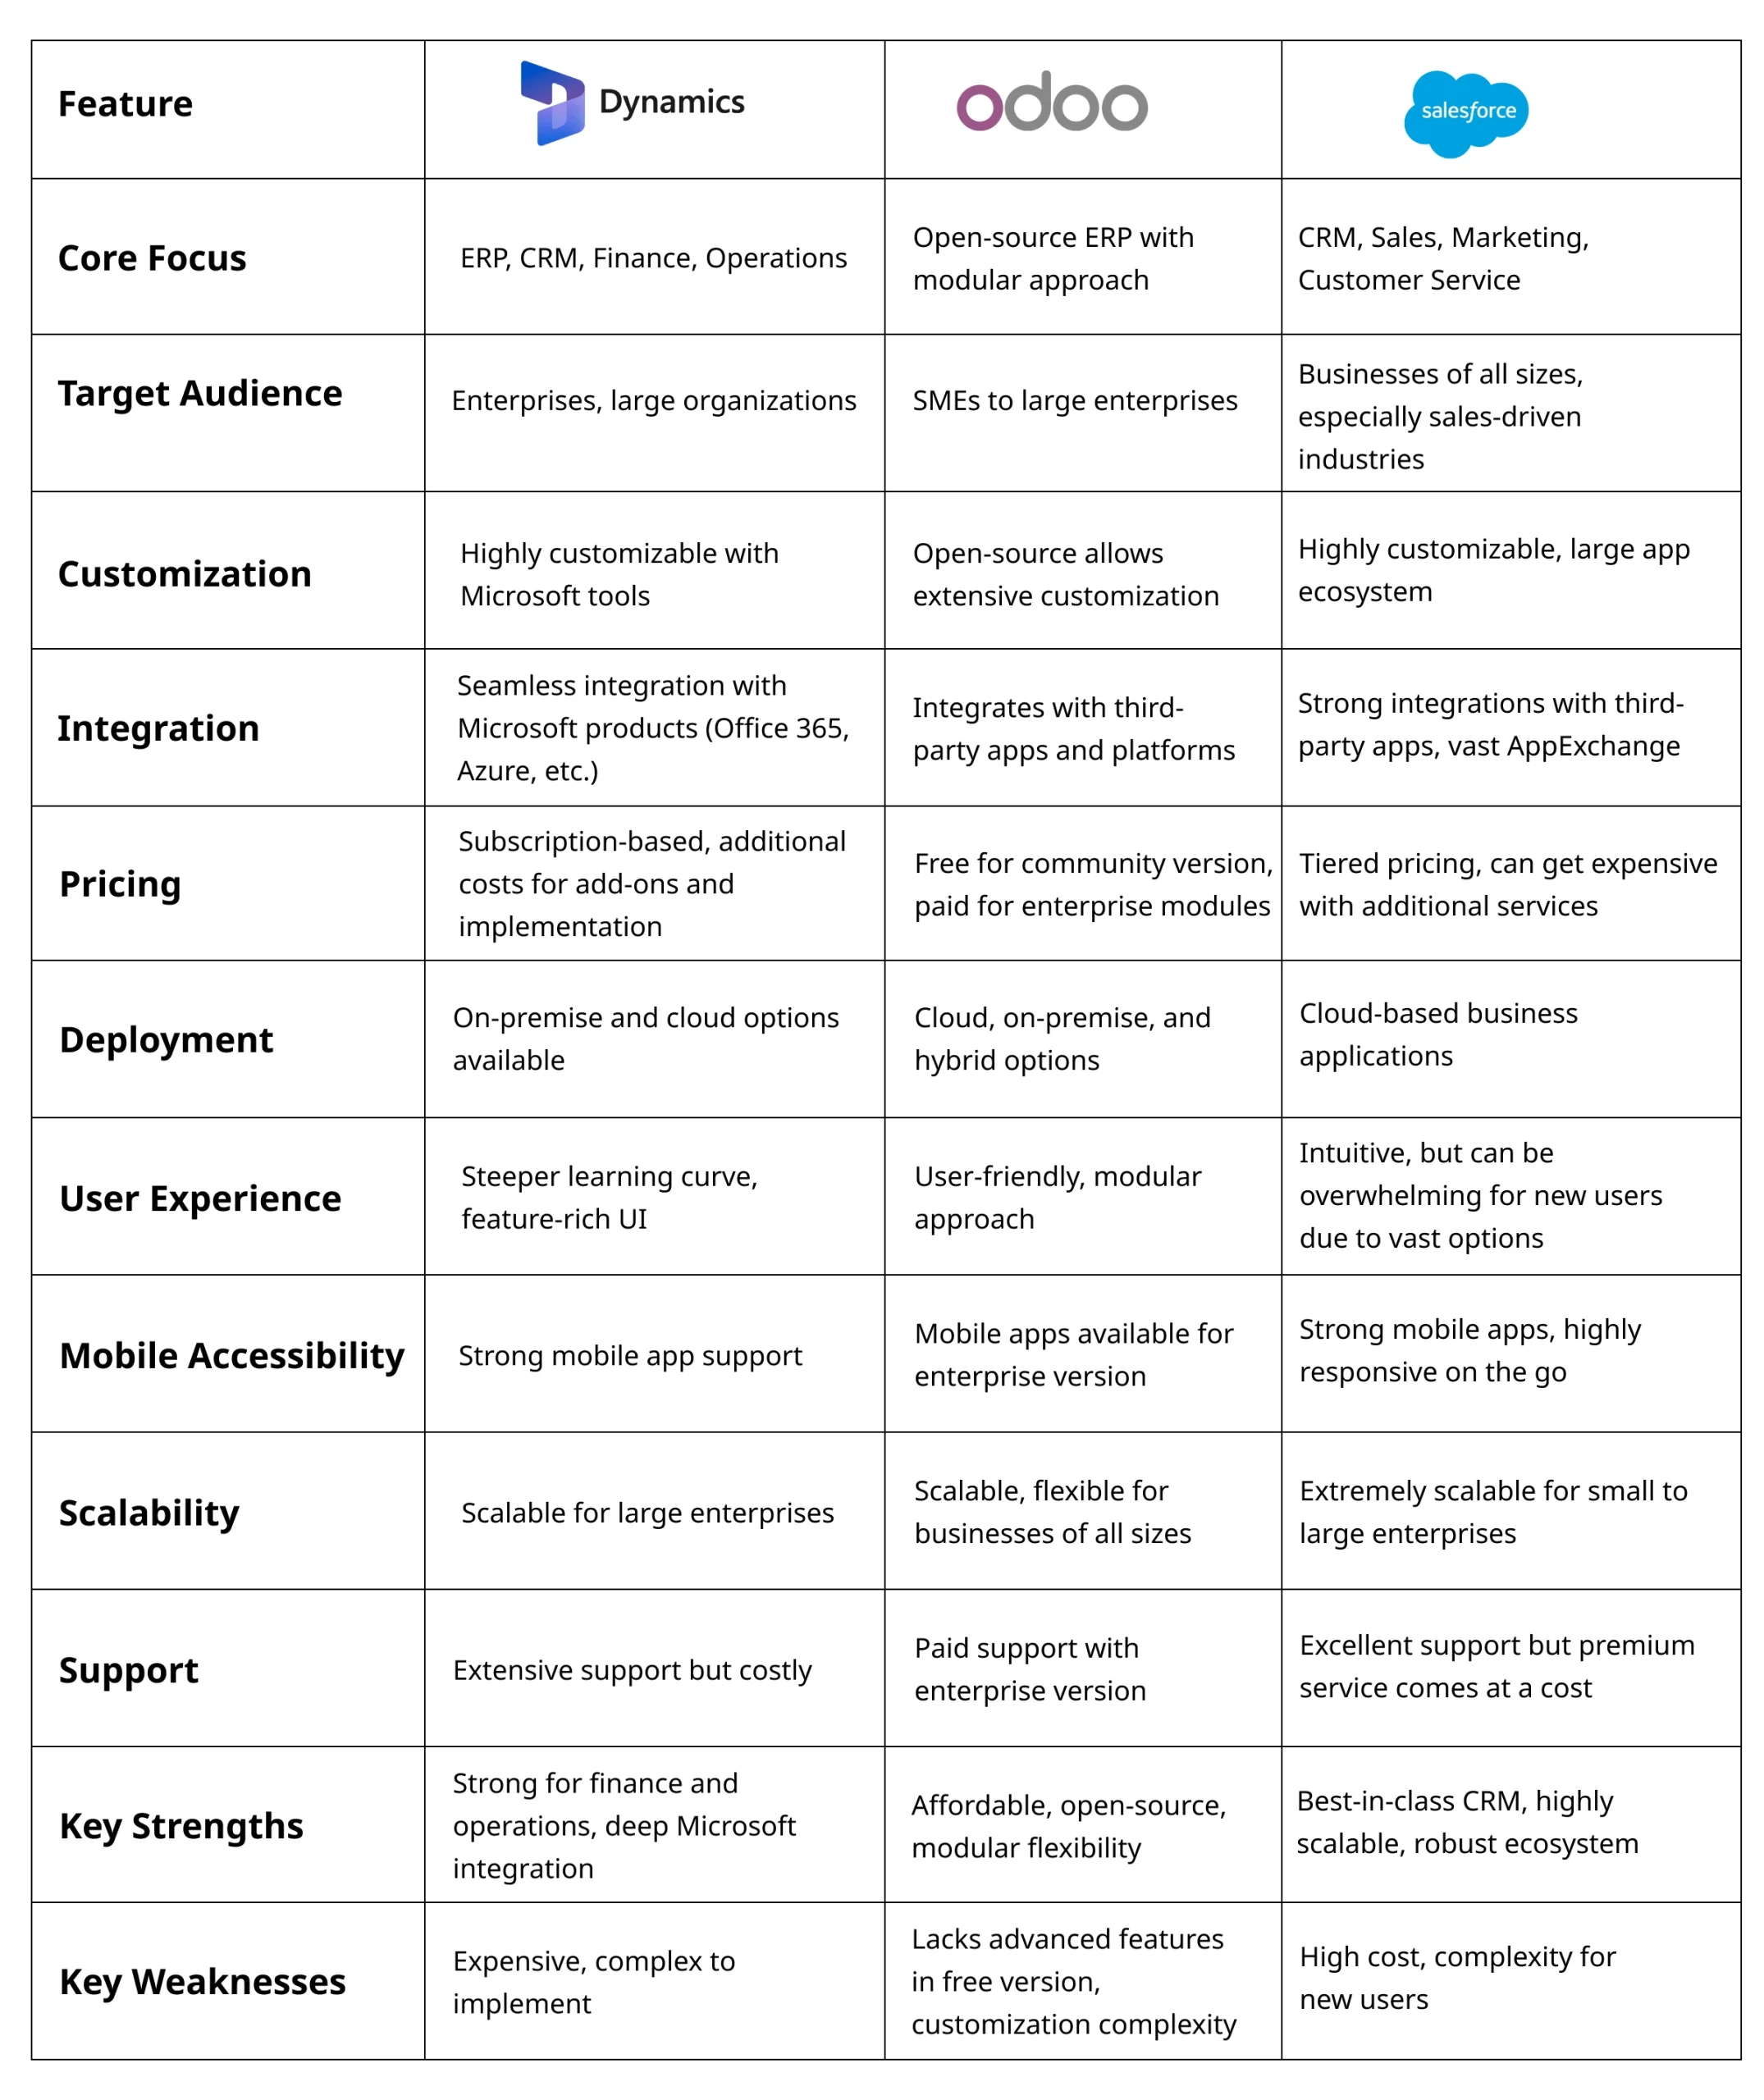 Feature
Dynamics
odoo
salesforce
Core Focus
ERP, CRM, Finance, Operations
Open-source ERP with
modular approach
CRM, Sales, Marketing,
Customer Service
Target Audience
Enterprises, large organizations
SMEs to large enterprises
Businesses of all sizes,
especially sales-driven
industries
Customization
Highly customizable with
Microsoft tools
Open-source allows
extensive customization
Highly customizable, large app
ecosystem
Integration
Seamless integration with
Microsoft products (Office 365,
Azure, etc.)
Integrates with third-
party apps and platforms
Strong integrations with third-
party apps, vast AppExchange
Pricing
Subscription-based, additional
costs for add-ons and
implementation
Free for community version,
paid for enterprise modules
Tiered pricing, can get expensive
with additional services
Deployment
On-premise and cloud options
available
Cloud, on-premise, and
hybrid options
Cloud-based business
applications
User Experience
Steeper learning curve,
feature-rich UI
User-friendly, modular
approach
Intuitive, but can be
overwhelming for new users
due to vast options
Mobile Accessibility
Strong mobile app support
Mobile apps available for
enterprise version
Strong mobile apps, highly
responsive on the go
Scalability
Scalable for large enterprises
Scalable, flexible for
businesses of all sizes
Extremely scalable for small to
large enterprises
Support
Extensive support but costly
Paid support with
enterprise version
Excellent support but premium
service comes at a cost
Key Strengths
Strong for finance and
operations, deep Microsoft
integration
Affordable, open-source,
modular flexibility
Best-in-class CRM, highly
scalable, robust ecosystem
Key Weaknesses
Expensive, complex to
implement
Lacks advanced features
in free version,
customization complexity
High cost, complexity for
new users